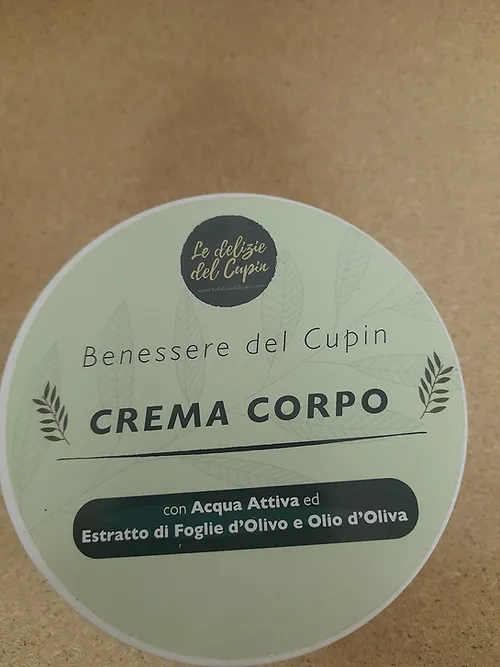 Le delizie
del Cupin
Benessere del Cupin
CREMA CORPO
con Acqua Attiva ed
Estratto di Foglie d'Olivo e Olio d'Oliva